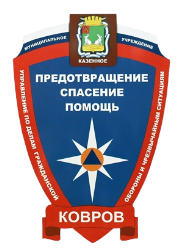 МУНИЦИПАЛЬНОЕ
УЧРЕЖДЕНИЕ
КАЗЕННОЕ
ПРЕДОТВРАЩЕНИЕ
СПАСЕНИЕ
ПОМОЩЬ
УПРАВЛЕНИЕ ПО ДЕЛАМ ГРАЖДАНСКОЙ
ОБОРОНЫ И ЧРЕЗВЫЧАЙНЫМ СИТУАЦИЯМ
КОВРОВ